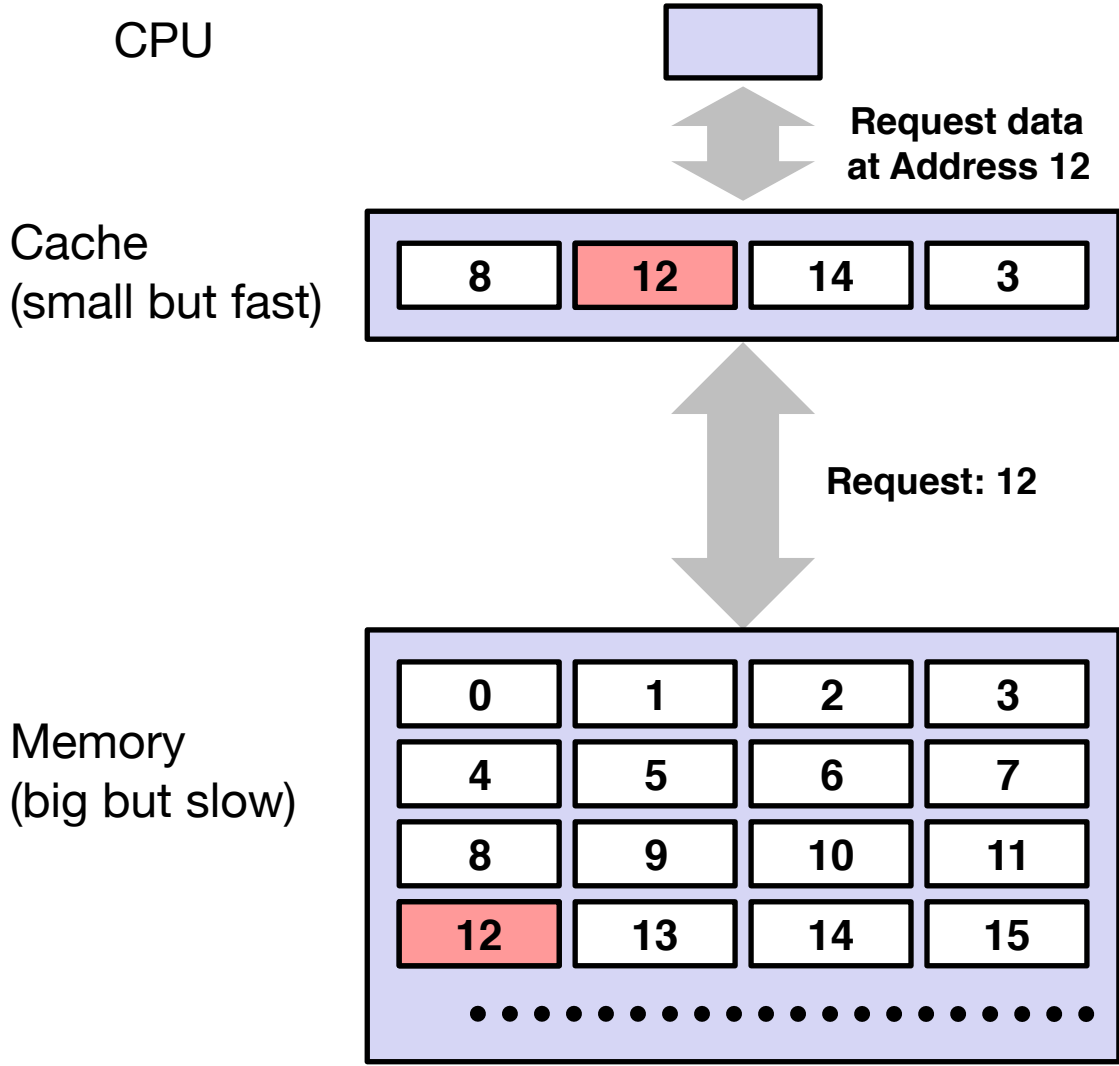 CPU
Request data
at Address 12
Cache
(small but fast)
8 12 14 3
Request: 12
Memory
(big but slow)
0 1 2 3
4 5 6 7
8 9 10 11
12 13 14 15